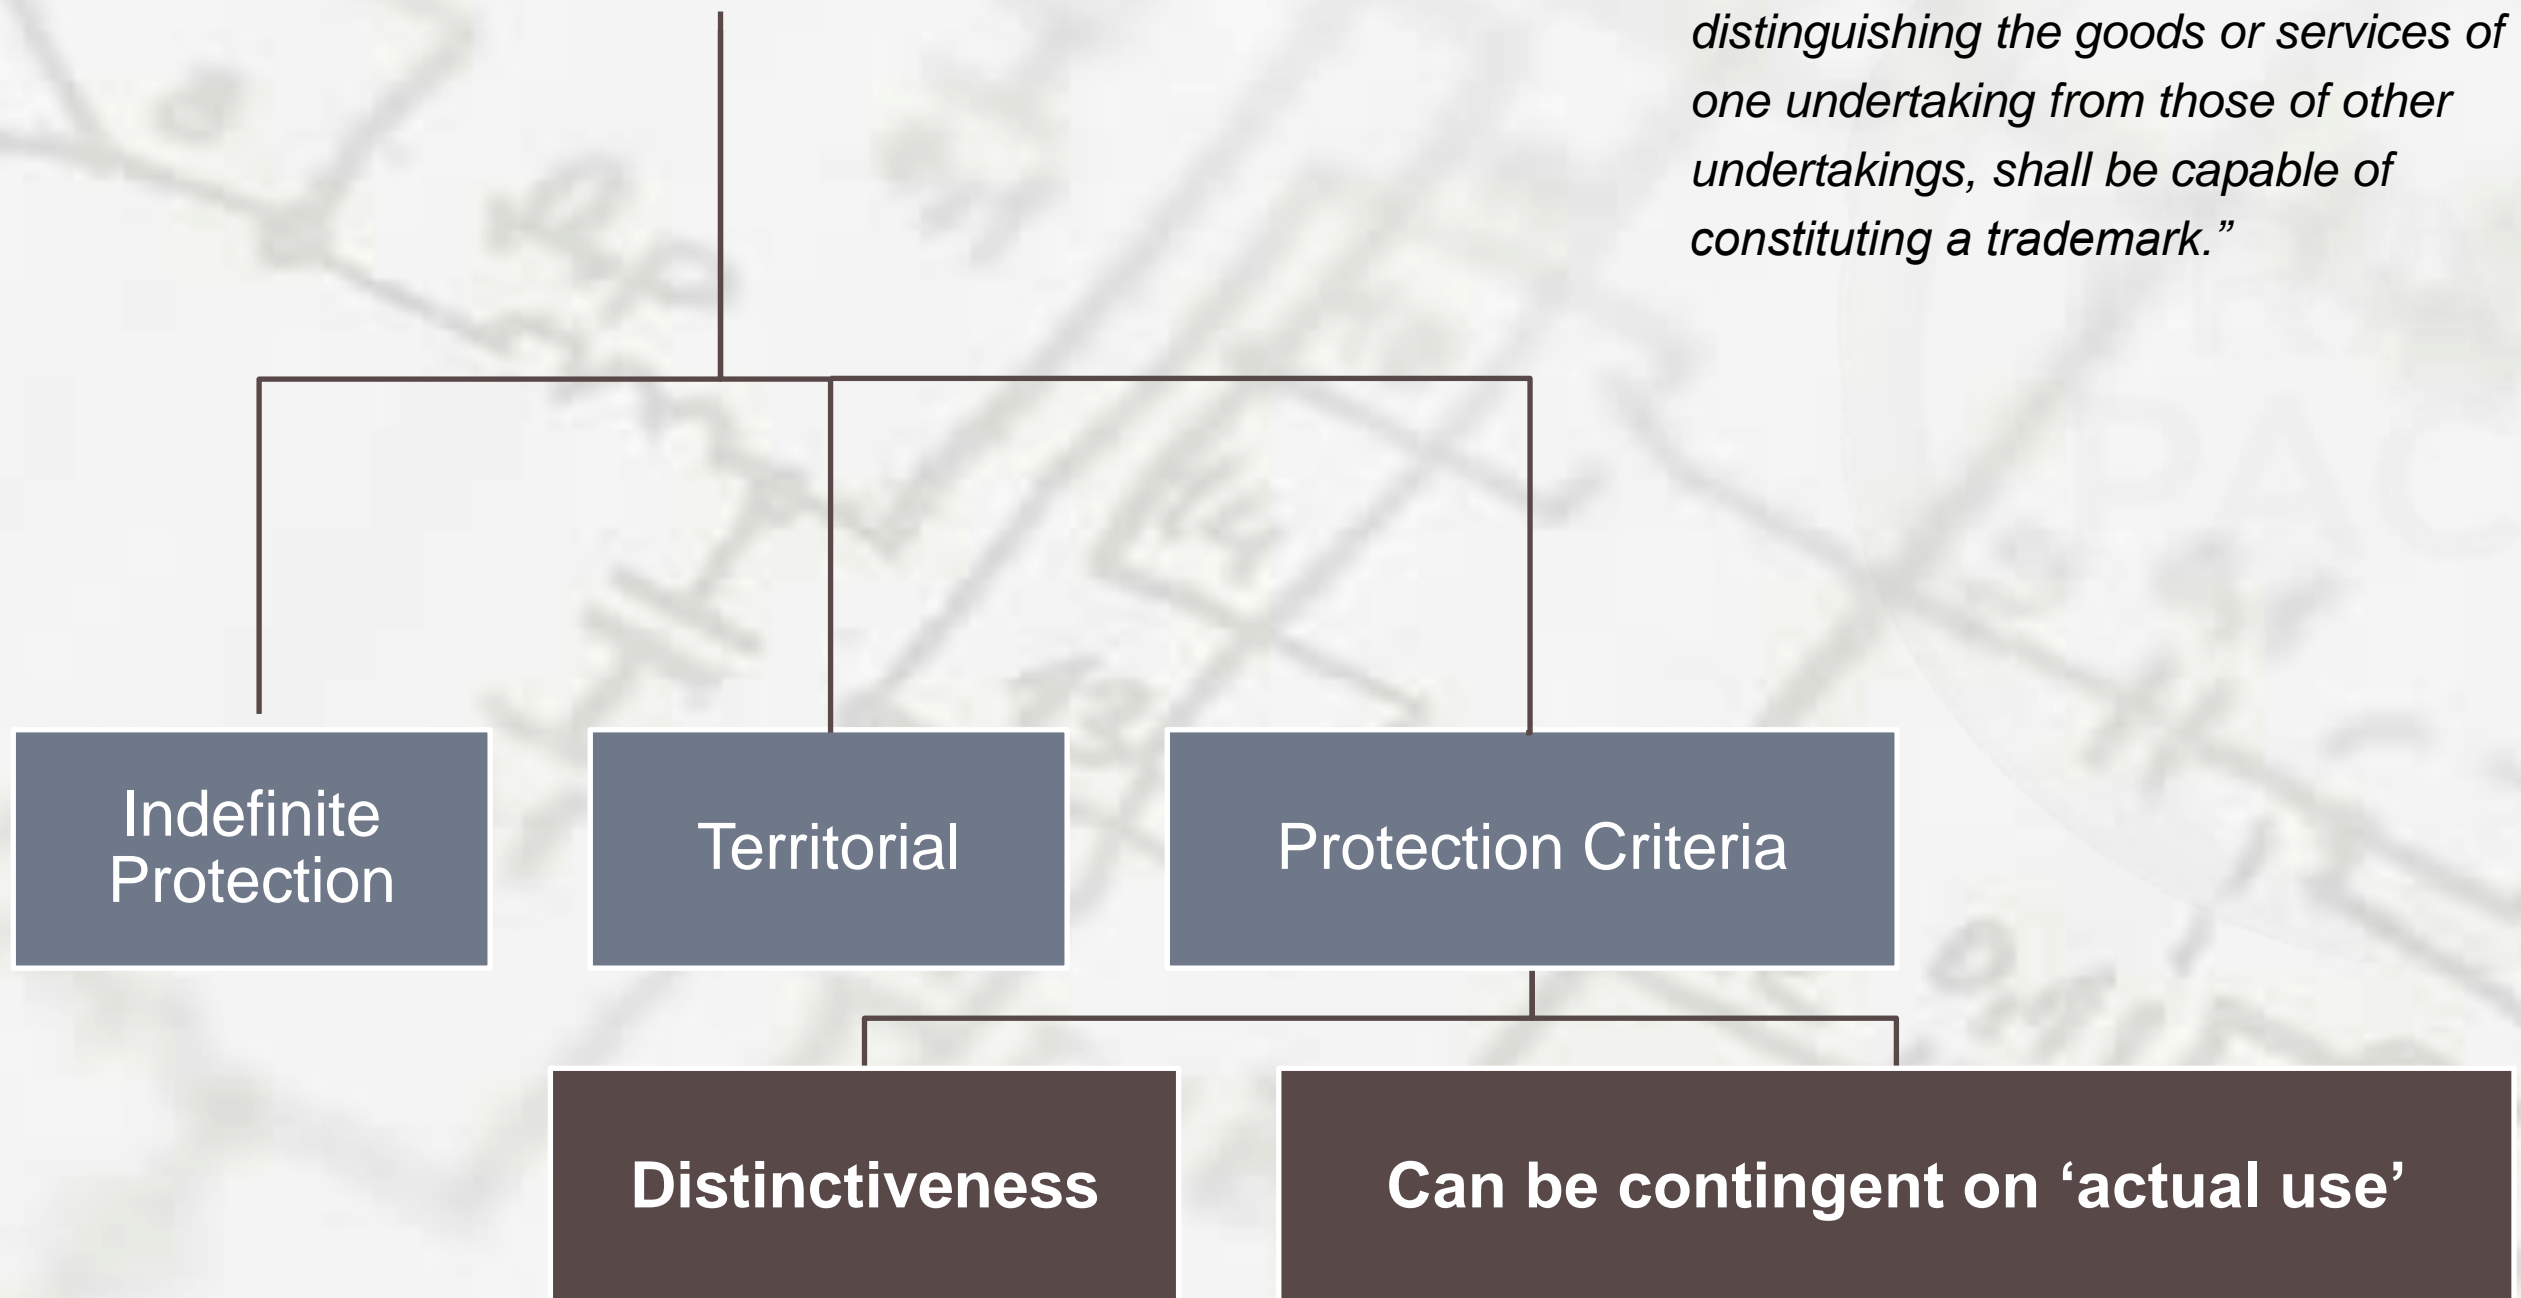 distinguishing the goods or services of
one undertaking from those of other
undertakings, shall be capable of
constituting a trademark.”
Indefinite
Protection
Territorial
Protection Criteria
Distinctiveness
Can be contingent on ‘actual use’